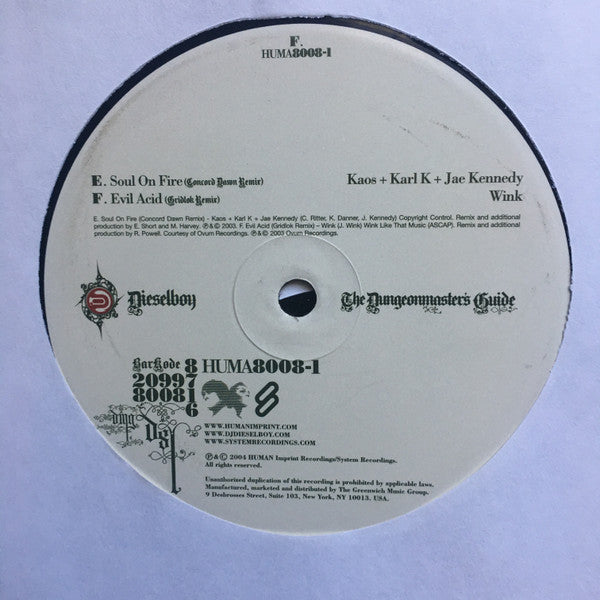 F.
HUMA8008-1
E. Soul On Fire (Concord Dawn Remix) Kaos + Karl K + Jae Kennedy
F. Evil Acid (Gridlok Remix) Wink
E. Soul On Fire (Concord Dawn Remix) - Kaos + Karl K + Jae Kennedy (C. Ritter, K. Danner, J. Kennedy) Copyright Control. Remix and additional
production by E. Short and M. Harvey. ℗&© 2003. F. Evil Acid (Gridlok Remix) – Wink (J. Wink) Wink Like That Music (ASCAP). Remix and additional
production by R. Powell. Courtesy of Ovum Recordings. ℗&© 2003 Ovum Recordings.
Dieselboy The Dungeonmaster's Guide
BarKode 8 HUMA8008-1
20997
80081
6
dmg
dsl
WWW.HUMANIMPRINT.COM
WWW.DJDIESELBOY.COM
WWW.SYSTEMRECORDINGS.COM
℗&© 2004 HUMAN Imprint Recordings/System Recordings.
All rights reserved.
Unauthorized duplication of this recording is prohibited by applicable laws.
Manufactured, marketed and distributed by The Greenwich Music Group.
9 Desbrosses Street, Suite 103, New York, NY 10013. USA.